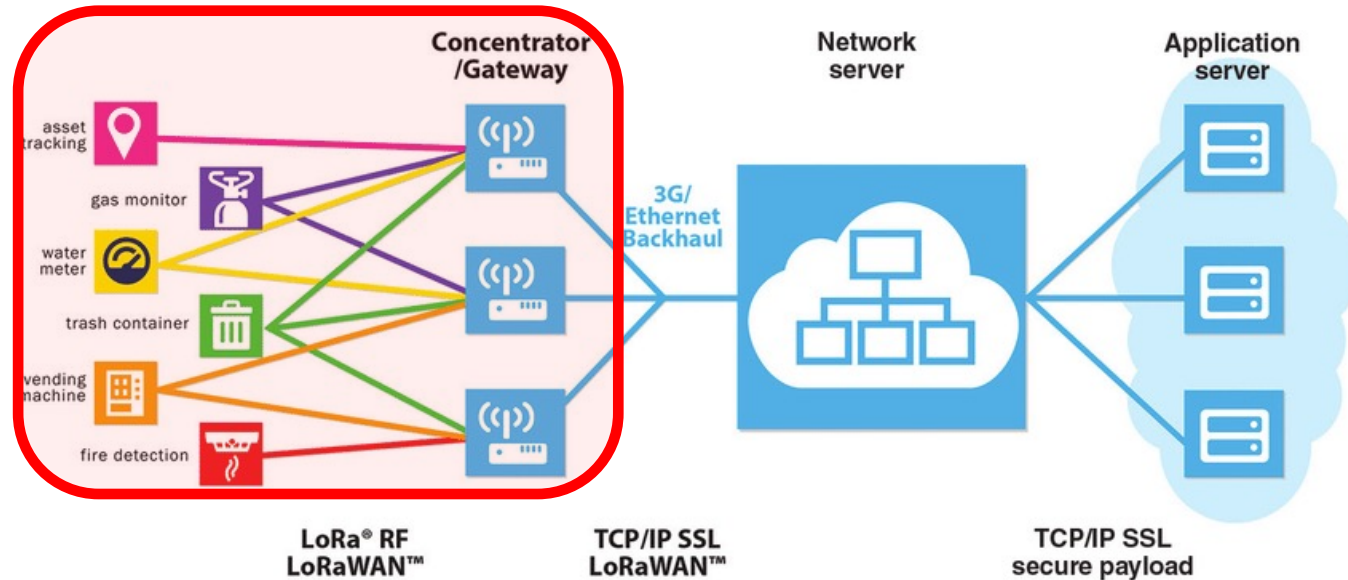 Concentrator
/Gateway
Network
server
Application
server
asset
tracking
gas monitor
water
meter
trash container
vending
machine
fire detection
3G/
Ethernet
Backhaul
LoRa® RF
LoRaWAN™
TCP/IP SSL
LoRaWAN™
TCP/IP SSL
secure payload